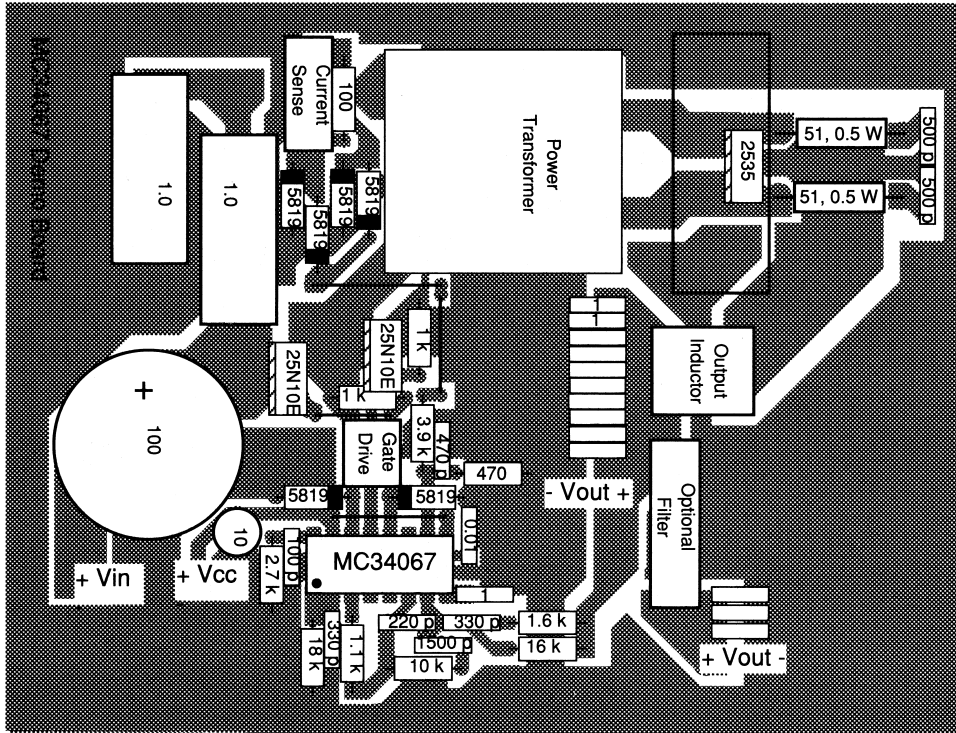 MC34067 Demo Board
1.0
1.0
Current
Sense
100
5819
5819
5819
5819
Power
Transformer
2535
51, 0.5 W
51, 0.5 W
500 p
500 p
1
1
Output
Inductor
25N10E
25N10E
1 k
1 k
+
100
Gate
Drive
3.9 k
470 p
470
- Vout +
Optional
Filter
5819
5819
10
100 p
2.7 k
0.01
MC34067
+ Vin
+ Vcc
1
220 p
330 p
1.6 k
1500 p
16 k
10 k
18 k
330 p
1.1 k
+ Vout -